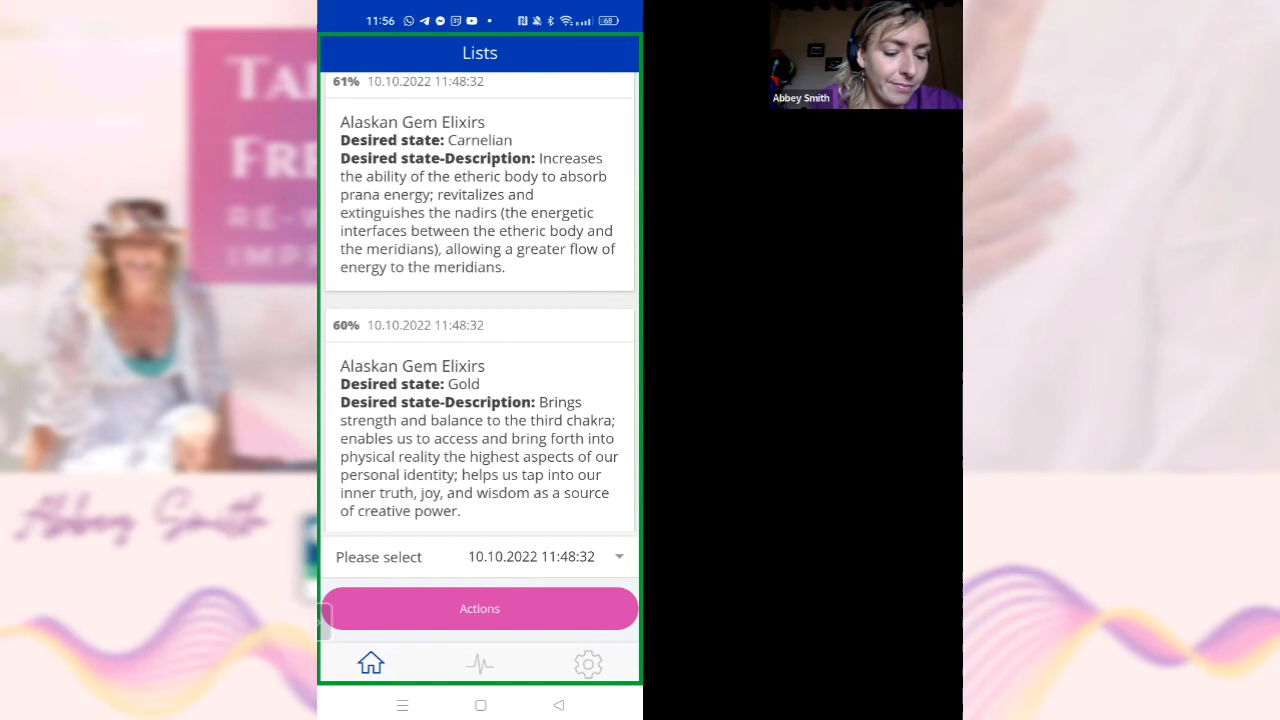 11:56
68
Lists
61% 10.10.2022 11:48:32
Alaskan Gem Elixirs
Desired state: Carnelian
Desired state-Description: Increases
the ability of the etheric body to absorb
prana energy; revitalizes and
extinguishes the nadirs (the energetic
interfaces between the etheric body and
the meridians), allowing a greater flow of
energy to the meridians.
60% 10.10.2022 11:48:32
Alaskan Gem Elixirs
Desired state: Gold
Desired state-Description: Brings
strength and balance to the third chakra;
enables us to access and bring forth into
physical reality the highest aspects of our
personal identity; helps us tap into our
inner truth, joy, and wisdom as a source
of creative power.
Please select 10.10.2022 11:48:32
Actions
Abbey Smith
Abbey Smith